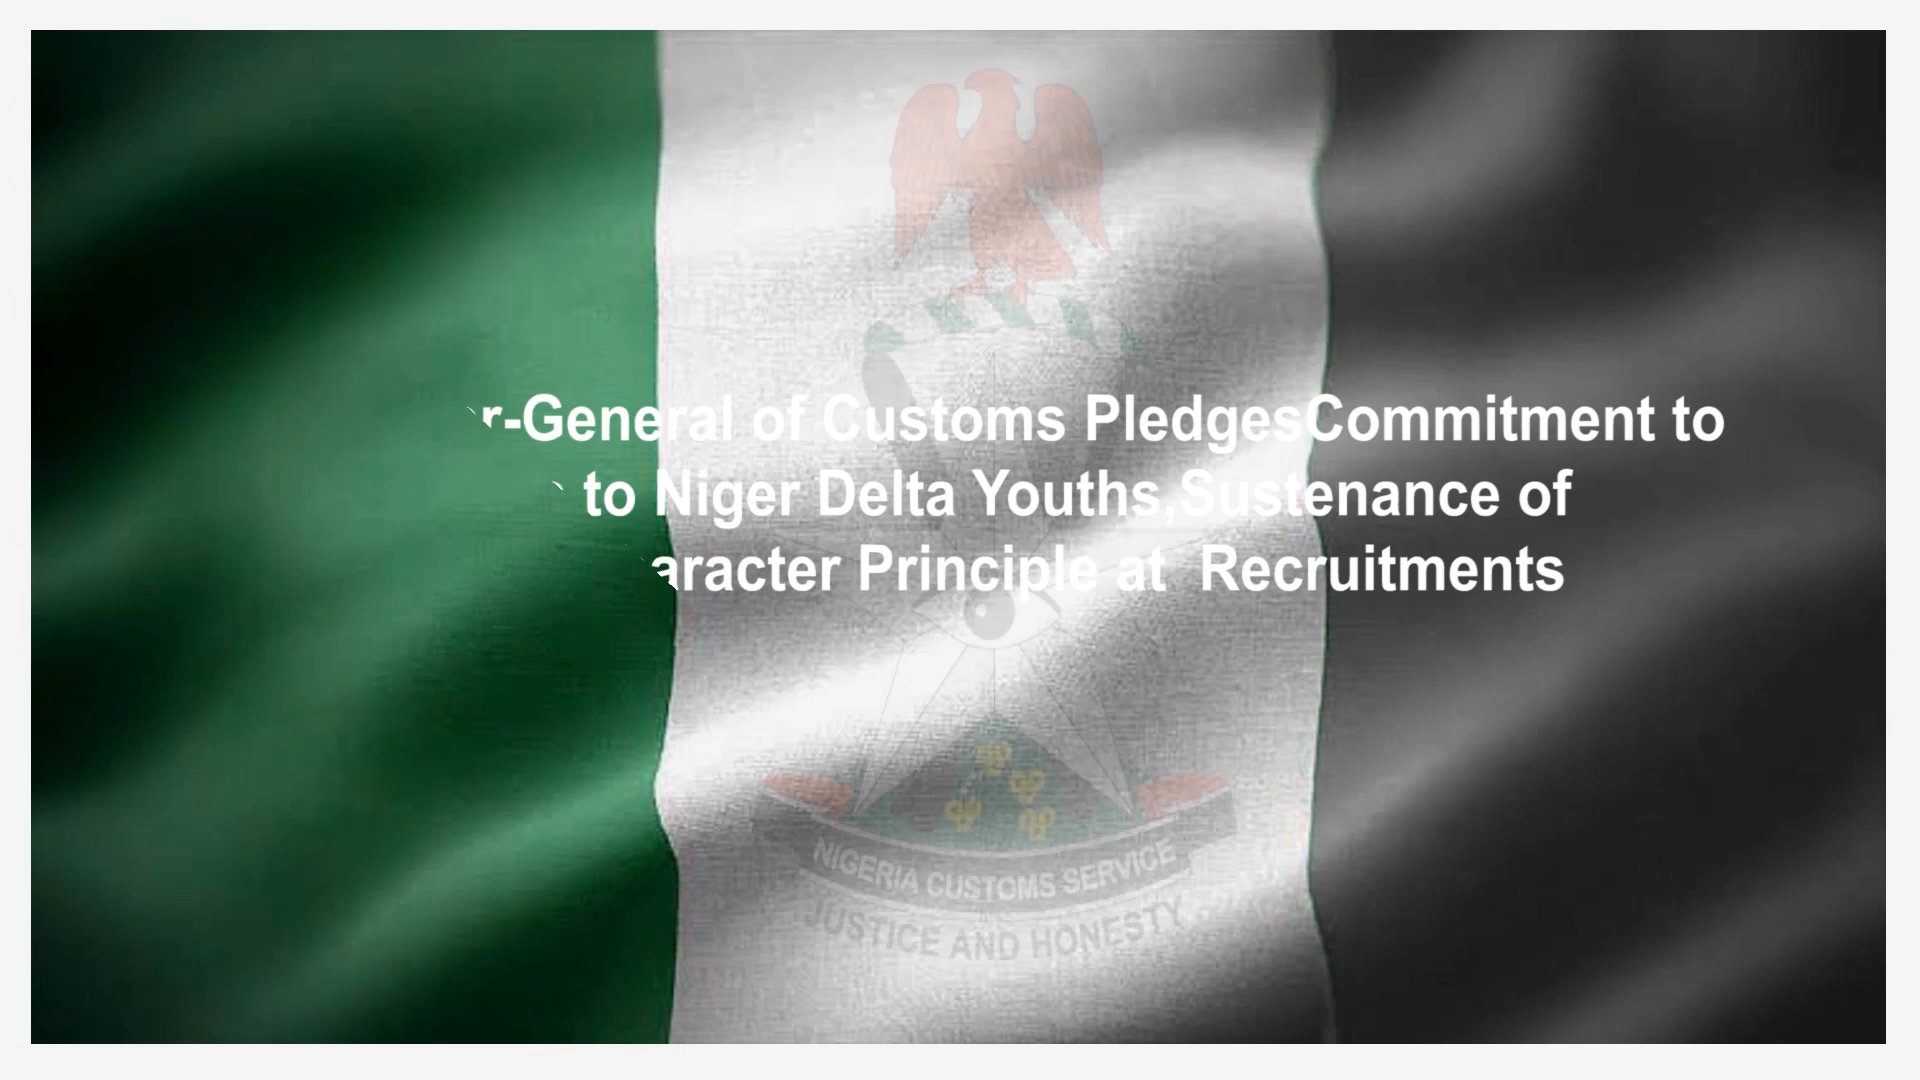 r-General of Customs PledgesCommitment to
to Niger Delta Youths,Sustenance of
aracter Principle at  Recruitments
NIGERIA CUSTOMS SERVICE
JUSTICE AND HONESTY